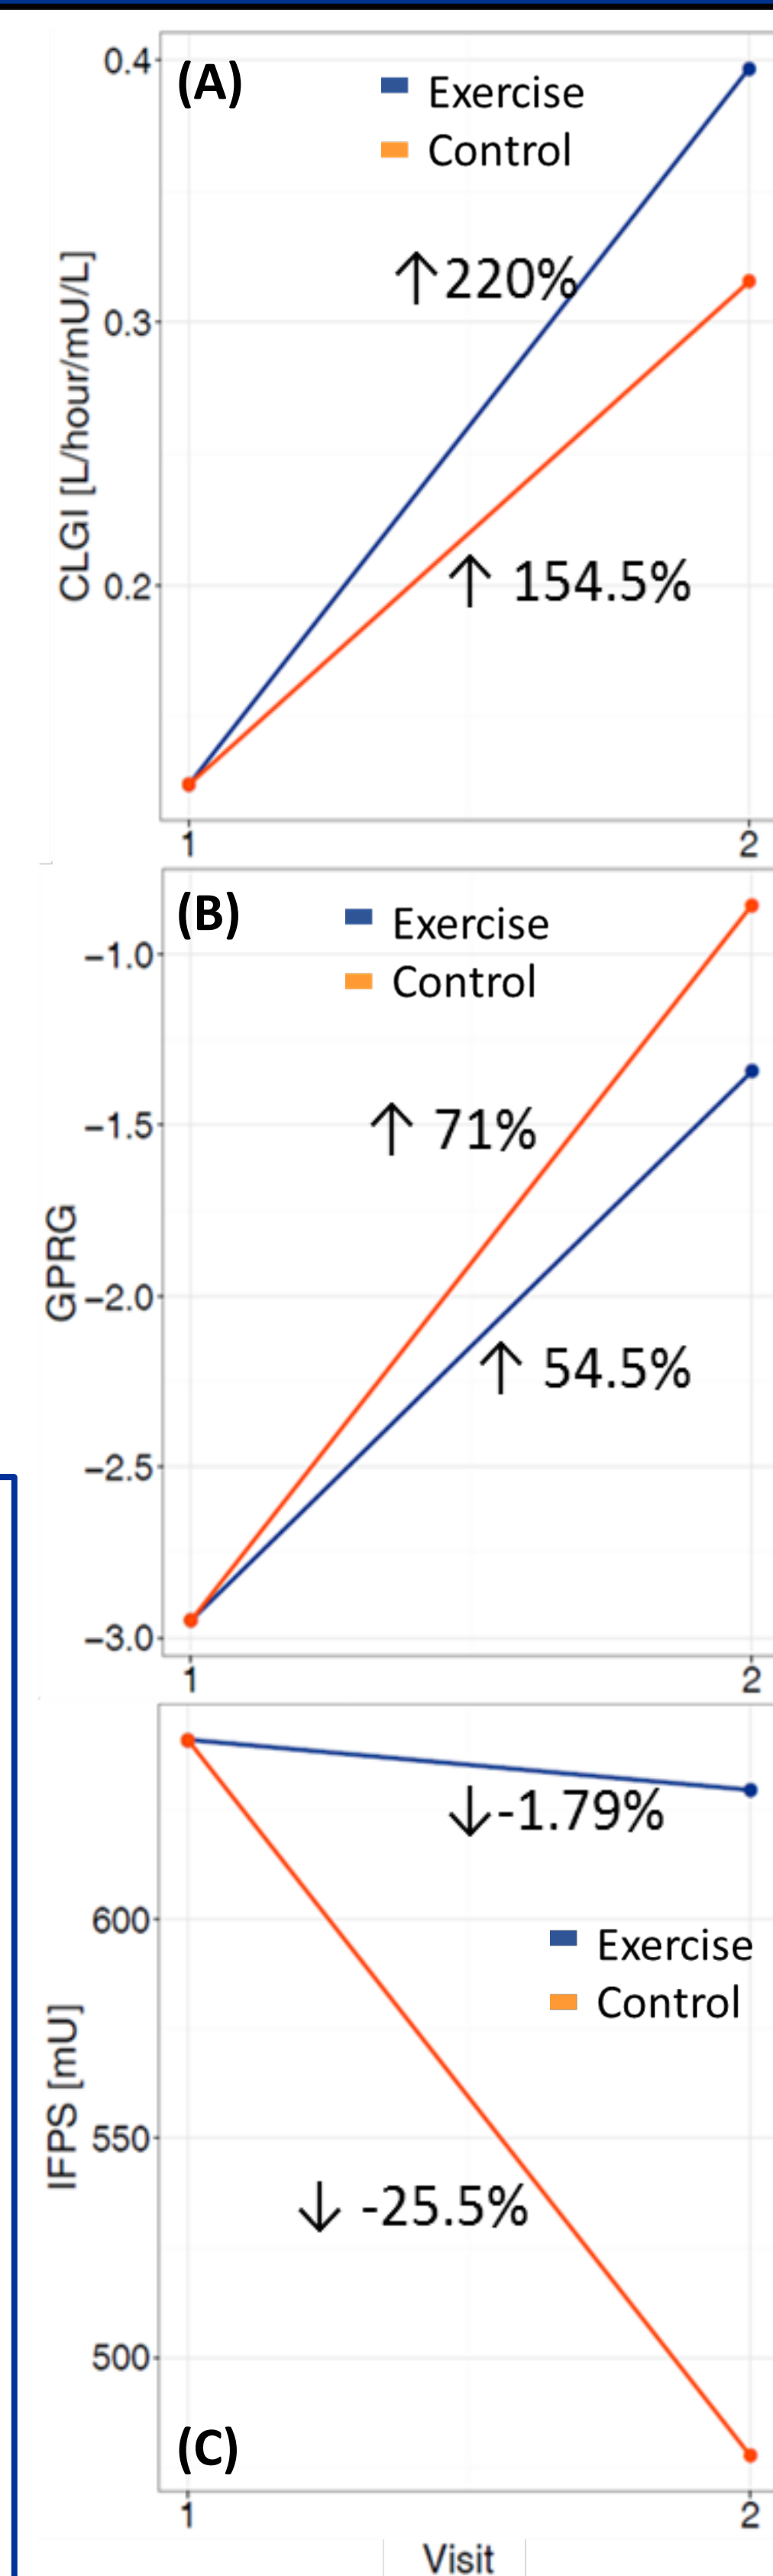 (A)
Exercise
Control
0.4
↑220%
0.3
CLGI [L/hour/mU/L]
↑ 154.5%
0.2
1 2
(B)
Exercise
Control
−1.0
↑ 71%
−1.5
GPRG
−2.0
↑ 54.5%
−2.5
−3.0
1 2
↓-1.79%
600
Exercise
Control
IFPS [mU]
550
↓ -25.5%
500
(C)
1 2
Visit